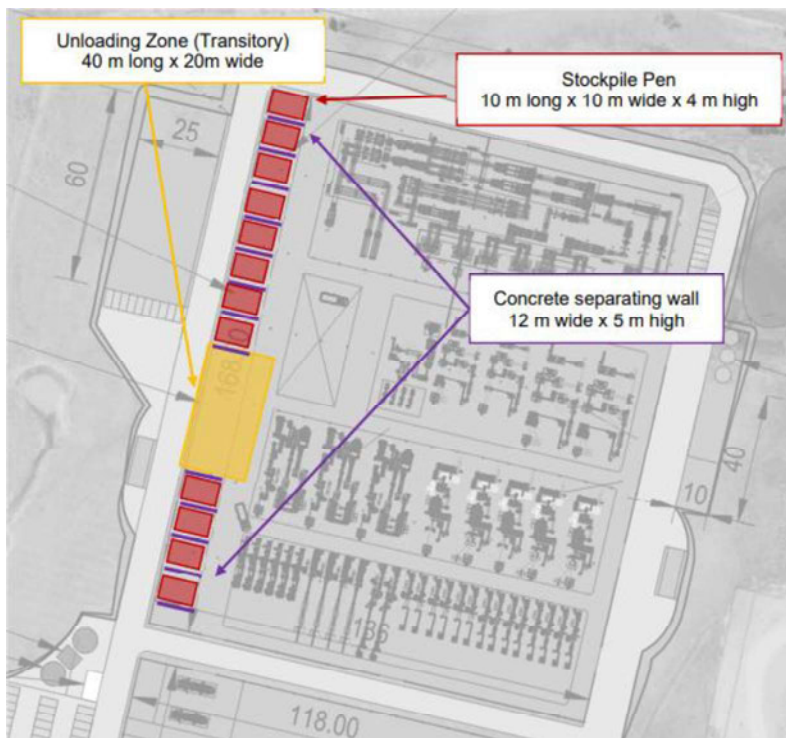 Unloading Zone (Transitory)
40 m long x 20m wide
Stockpile Pen
10 m long x 10 m wide x 4 m high
25
60
Concrete separating wall
12 m wide x 5 m high
168.00
40
10
136
118.00